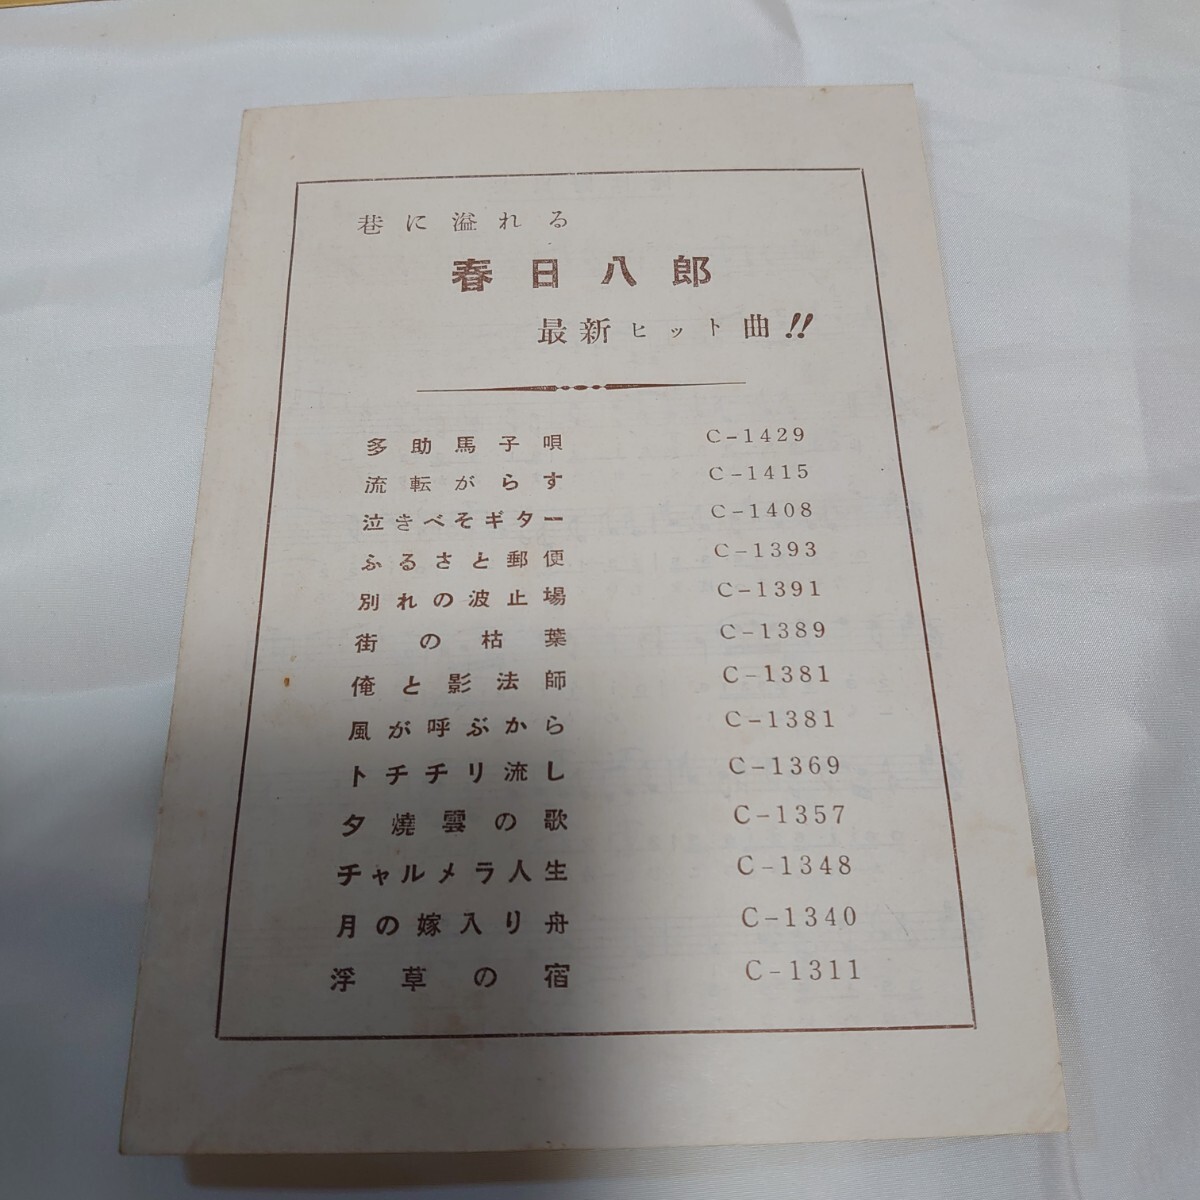 巷に溢れる
春日八郎
最新ヒット曲!!
多助馬子唄 C-1429
流転がらす C-1415
泣きべそギター C-1408
ふるさと郵便 C-1393
別れの波止場 C-1391
街の枯葉 C-1389
俺と影法師 C-1381
風が呼ぶから C-1381
トチチリ流し C-1369
夕燒雲の歌 C-1357
チャルメラ人生 C-1348
月の嫁入り舟 C-1340
浮草の宿 C-1311